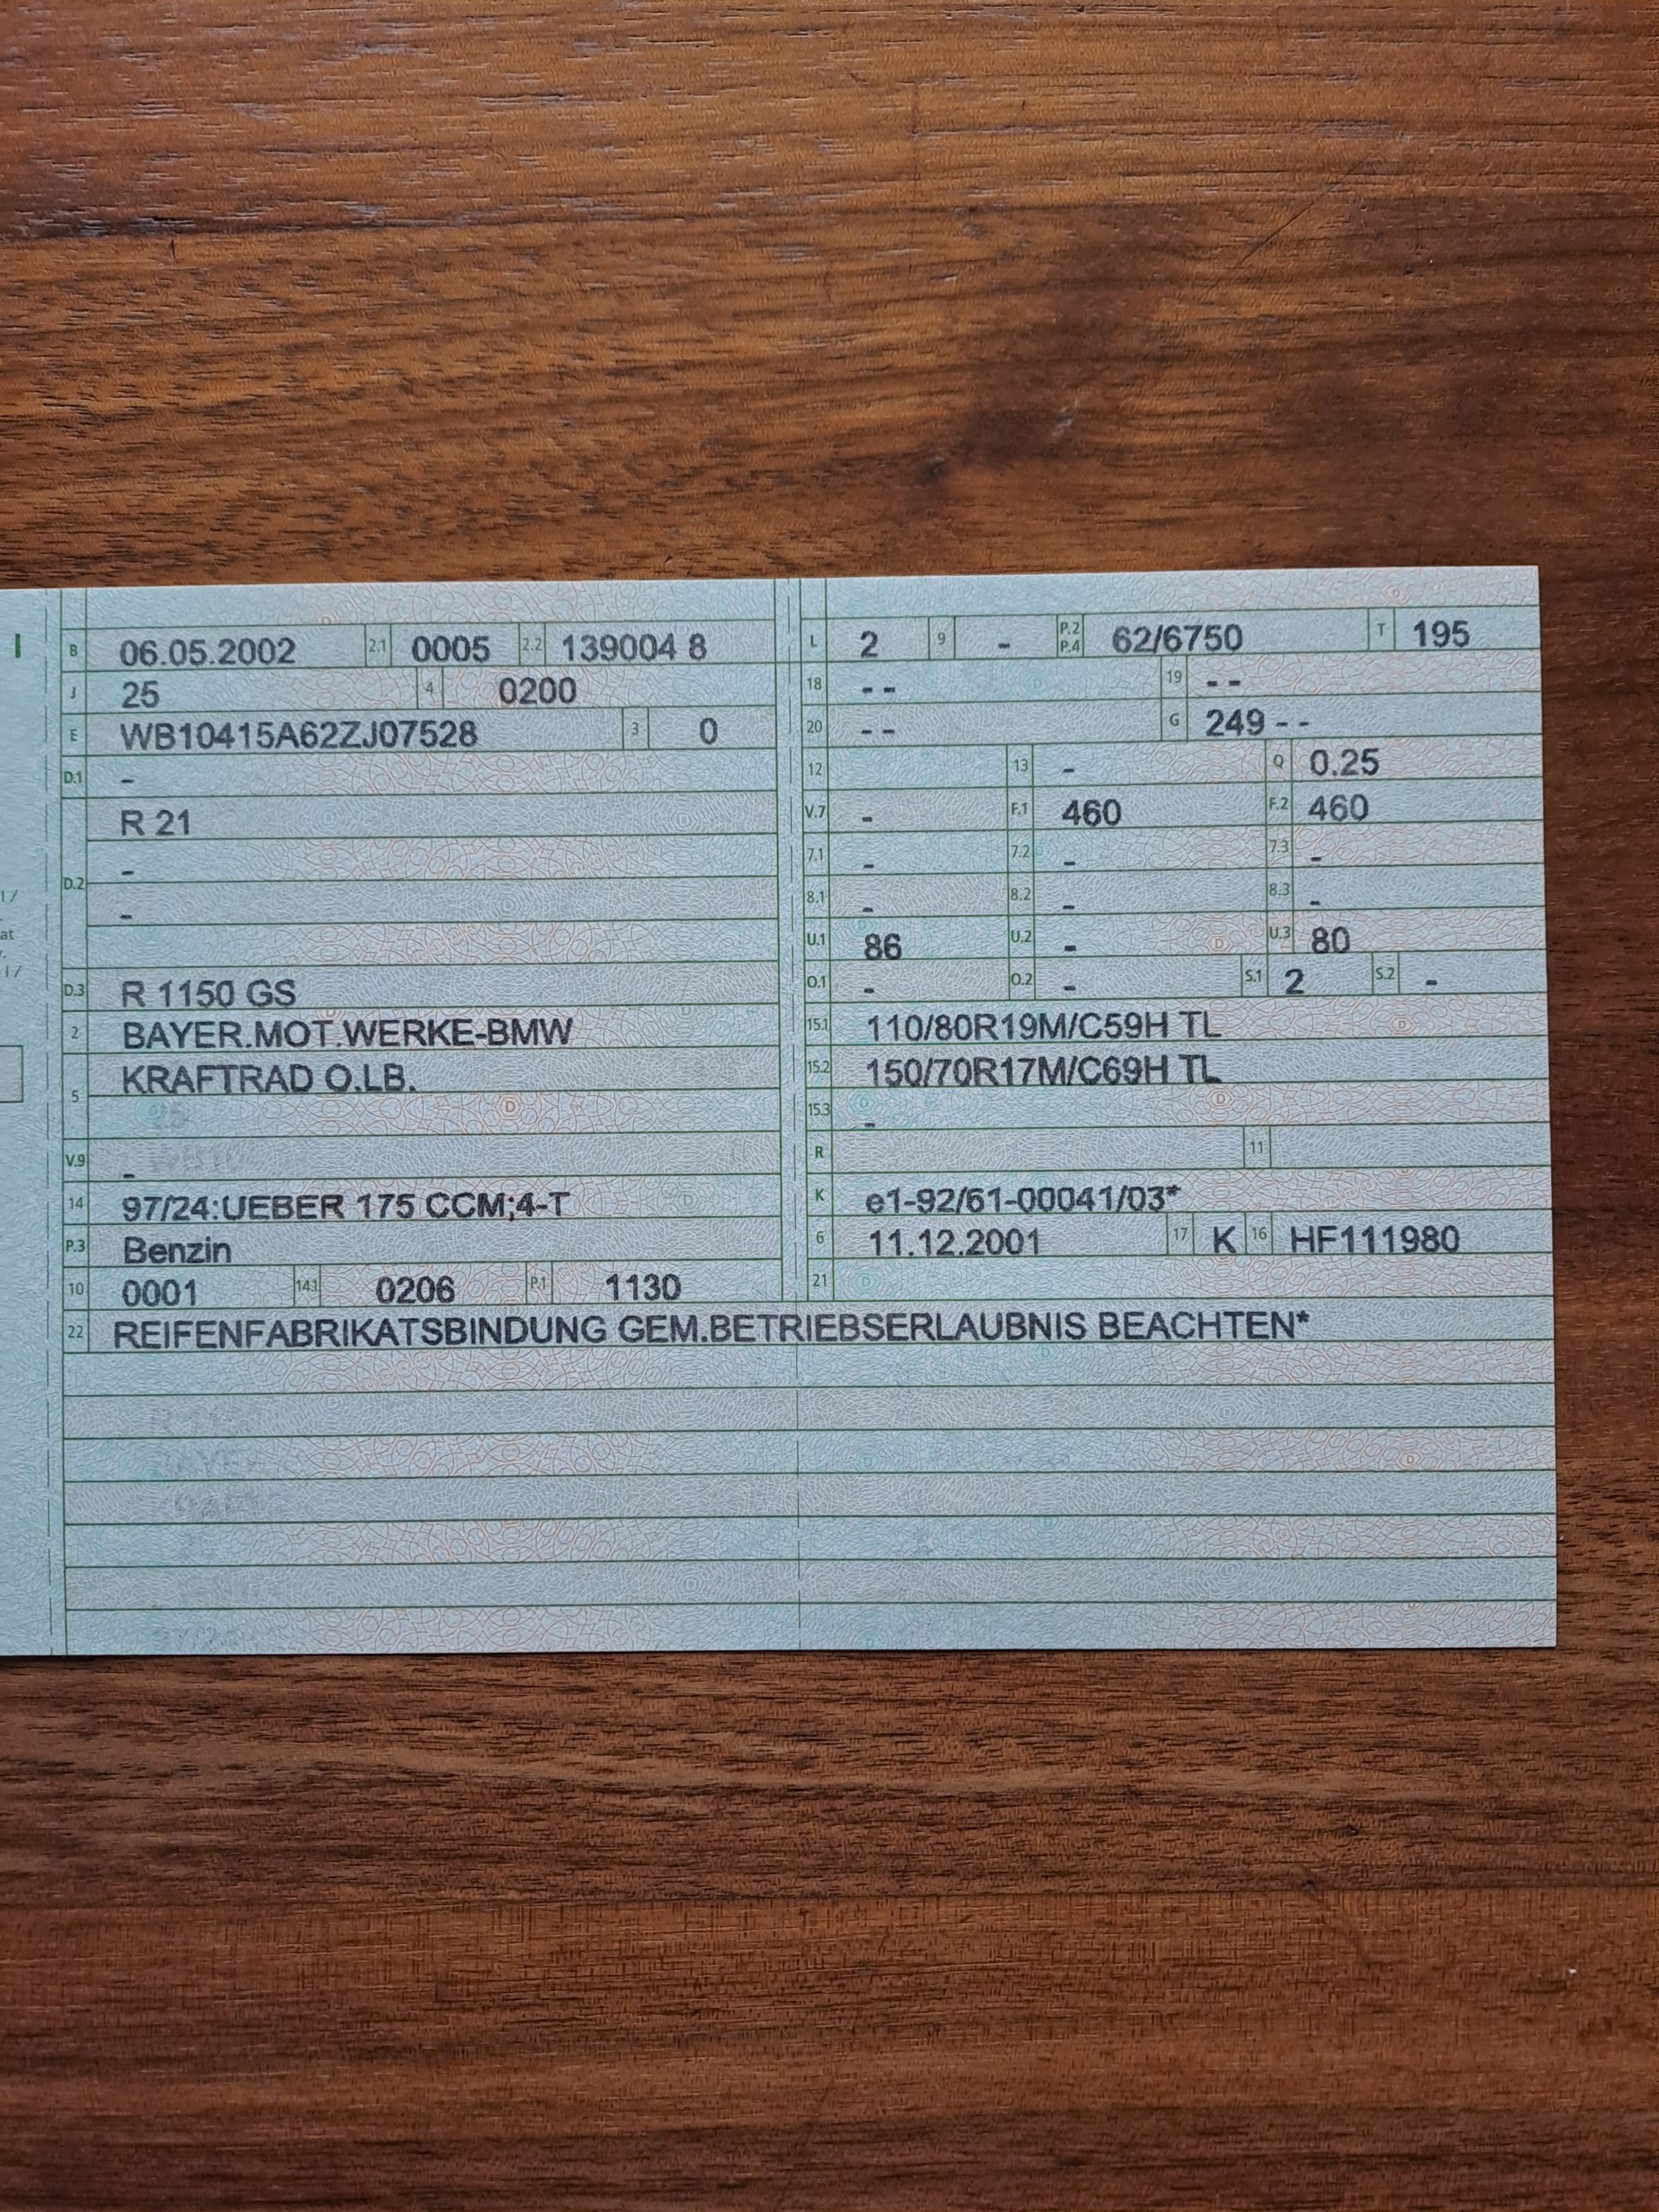 I
l /
at
l /
B 06.05.2002 2.1 0005 2.2 139004 8
J 25 4 0200
E WB10415A62ZJ07528 3 0
D.1 -
D.2 R 21
-
-
D.3 R 1150 GS
2 BAYER.MOT.WERKE-BMW
5 KRAFTRAD O.LB.
V.9 -
14 97/24:UEBER 175 CCM;4-T
P.3 Benzin
10 0001 14.1 0206 P.1 1130
L 2 9 - P.2 P.4 62/6750 T 195
18 -- 19 --
20 -- G 249 --
12 13 - Q 0.25
V.7 - F.1 460 F.2 460
7.1 - 7.2 - 7.3 -
8.1 - 8.2 - 8.3 -
U.1 86 U.2 - U.3 80
O.1 - O.2 - S.1 2 S.2 -
15.1 110/80R19M/C59H TL
15.2 150/70R17M/C69H TL
15.3 -
R 11
K e1-92/61-00041/03*
6 11.12.2001 17 K 16 HF111980
21
22 REIFENFABRIKATSBINDUNG GEM.BETRIEBSERLAUBNIS BEACHTEN*